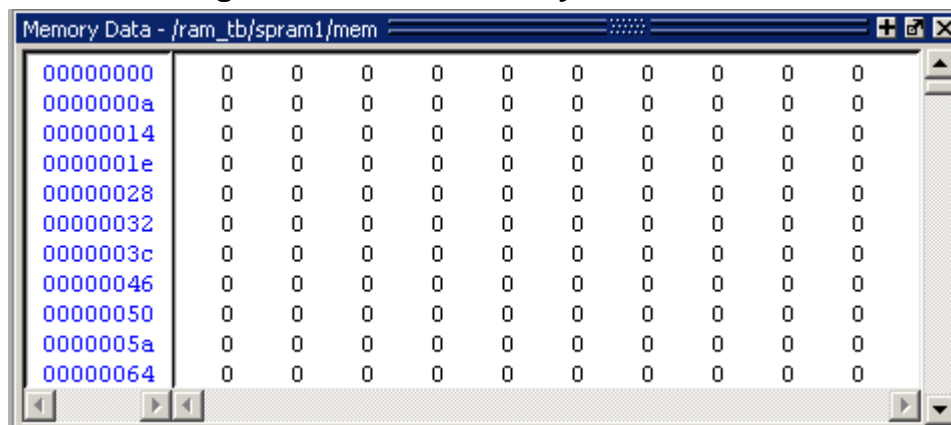 Memory Data - /ram_tb/spram1/mem
00000000 0 0 0 0 0 0 0 0 0 0
0000000a 0 0 0 0 0 0 0 0 0 0
00000014 0 0 0 0 0 0 0 0 0 0
0000001e 0 0 0 0 0 0 0 0 0 0
00000028 0 0 0 0 0 0 0 0 0 0
00000032 0 0 0 0 0 0 0 0 0 0
0000003c 0 0 0 0 0 0 0 0 0 0
00000046 0 0 0 0 0 0 0 0 0 0
00000050 0 0 0 0 0 0 0 0 0 0
0000005a 0 0 0 0 0 0 0 0 0 0
00000064 0 0 0 0 0 0 0 0 0 0